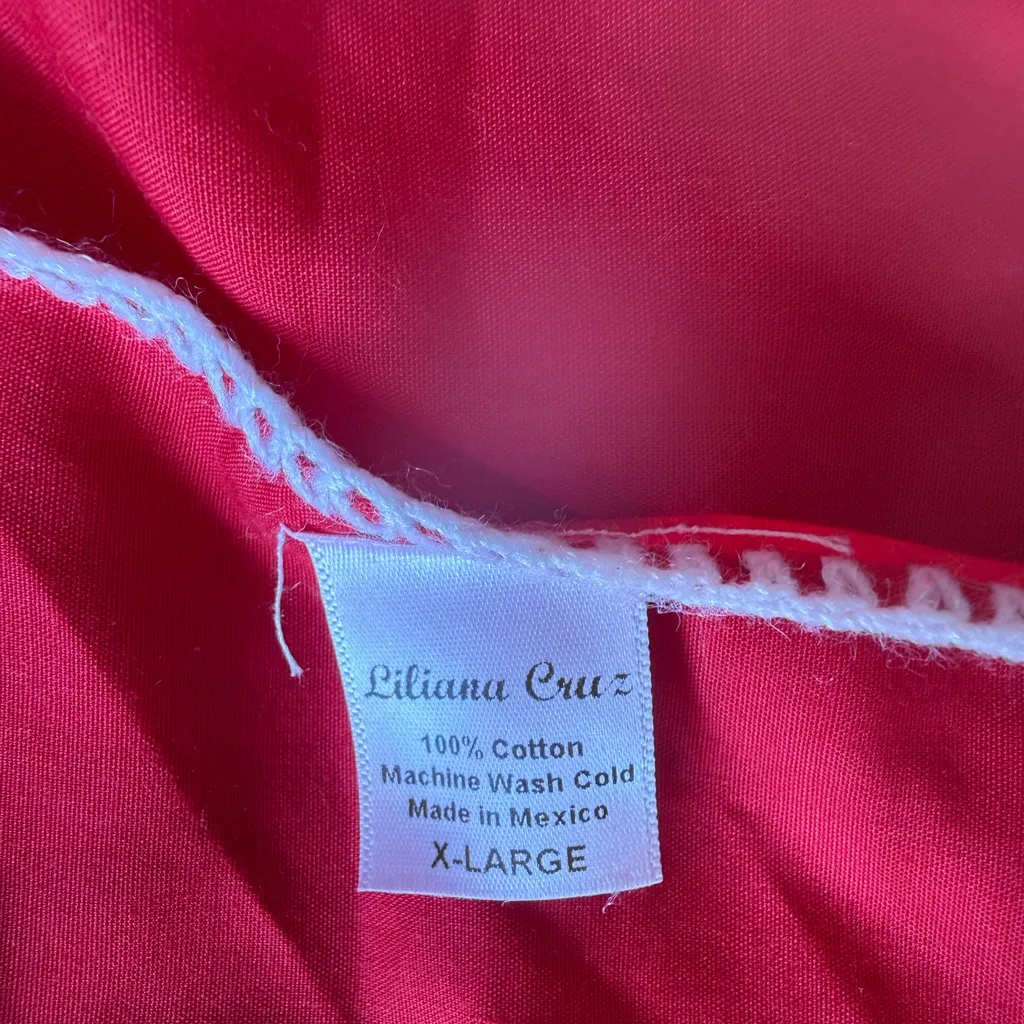 Liliana Cruz
100% Cotton
Machine Wash Cold
Made in Mexico
X-LARGE